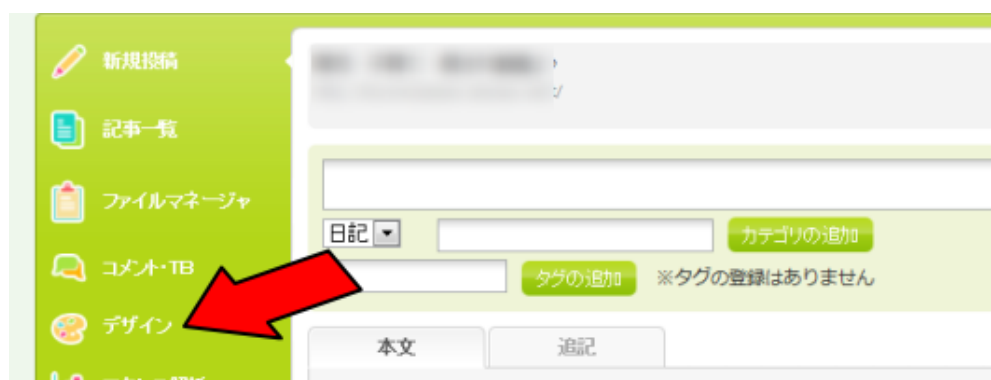 新規投稿
記事一覧
ファイルマネージャ
コメント・TB
デザイン
日記
カテゴリの追加
タグの追加
※タグの登録はありません
本文
追記